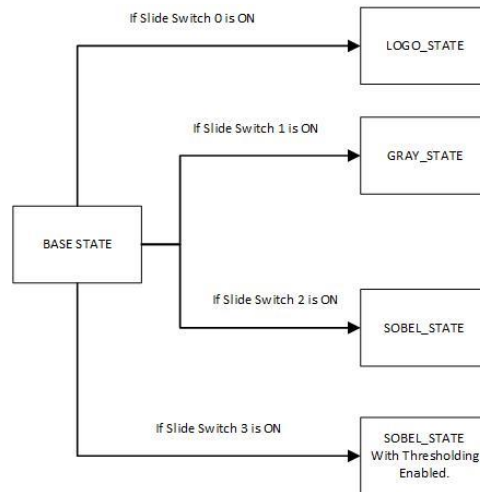 If Slide Switch 0 is ON
LOGO_STATE
If Slide Switch 1 is ON
GRAY_STATE
BASE STATE
If Slide Switch 2 is ON
SOBEL_STATE
If Slide Switch 3 is ON
SOBEL_STATE
With Thresholding
Enabled.